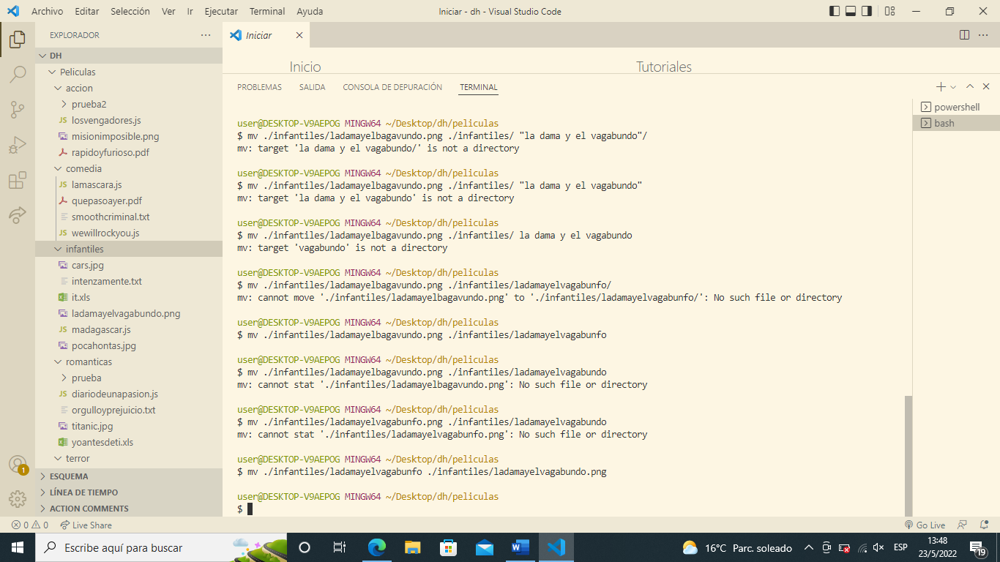 Archivo Editar Selección Ver Ir Ejecutar Terminal Ayuda
Iniciar - dh - Visual Studio Code
EXPLORADOR
DH
Peliculas
accion
prueba2
JS losvengadores.js
misionimposible.png
rapidoyfurioso.pdf
comedia
JS lamascara.js
quepasoayer.pdf
smoothcriminal.txt
JS wewillrockyou.js
infantiles
cars.jpg
intenzamente.txt
it.xls
ladamayelvagabundo.png
JS madagascar.js
pocahontas.jpg
romanticas
prueba
JS diariodeunapasion.js
orgulloyprejuicio.txt
titanic.jpg
yoantesdeti.xls
terror
ESQUEMA
LÍNEA DE TIEMPO
ACTION COMMENTS
1
Iniciar
Inicio
Tutoriales
PROBLEMAS SALIDA CONSOLA DE DEPURACIÓN TERMINAL
user@DESKTOP-V9AEPOG MINGW64 ~/Desktop/dh/peliculas
$ mv ./infantiles/ladamayelbagavundo.png ./infantiles/ "la dama y el vagabundo"/
mv: target 'la dama y el vagabundo/' is not a directory
user@DESKTOP-V9AEPOG MINGW64 ~/Desktop/dh/peliculas
$ mv ./infantiles/ladamayelbagavundo.png ./infantiles/ "la dama y el vagabundo"
mv: target 'la dama y el vagabundo' is not a directory
user@DESKTOP-V9AEPOG MINGW64 ~/Desktop/dh/peliculas
$ mv ./infantiles/ladamayelbagavundo.png ./infantiles/ la dama y el vagabundo
mv: target 'vagabundo' is not a directory
user@DESKTOP-V9AEPOG MINGW64 ~/Desktop/dh/peliculas
$ mv ./infantiles/ladamayelbagavundo.png ./infantiles/ladamayelvagabunfo/
mv: cannot move './infantiles/ladamayelbagavundo.png' to './infantiles/ladamayelvagabunfo/': No such file or directory
user@DESKTOP-V9AEPOG MINGW64 ~/Desktop/dh/peliculas
$ mv ./infantiles/ladamayelbagavundo.png ./infantiles/ladamayelvagabunfo
user@DESKTOP-V9AEPOG MINGW64 ~/Desktop/dh/peliculas
$ mv ./infantiles/ladamayelbagavundo.png ./infantiles/ladamayelvagabundo
mv: cannot stat './infantiles/ladamayelbagavundo.png': No such file or directory
user@DESKTOP-V9AEPOG MINGW64 ~/Desktop/dh/peliculas
$ mv ./infantiles/ladamayelvagabunfo.png ./infantiles/ladamayelvagabundo
mv: cannot stat './infantiles/ladamayelvagabunfo.png': No such file or directory
user@DESKTOP-V9AEPOG MINGW64 ~/Desktop/dh/peliculas
$ mv ./infantiles/ladamayelvagabunfo ./infantiles/ladamayelvagabundo.png
user@DESKTOP-V9AEPOG MINGW64 ~/Desktop/dh/peliculas
$
powershell
bash
0 0 Live Share
Go Live
Escribe aquí para buscar
16°C Parc. soleado
ESP
13:48
23/5/2022
19